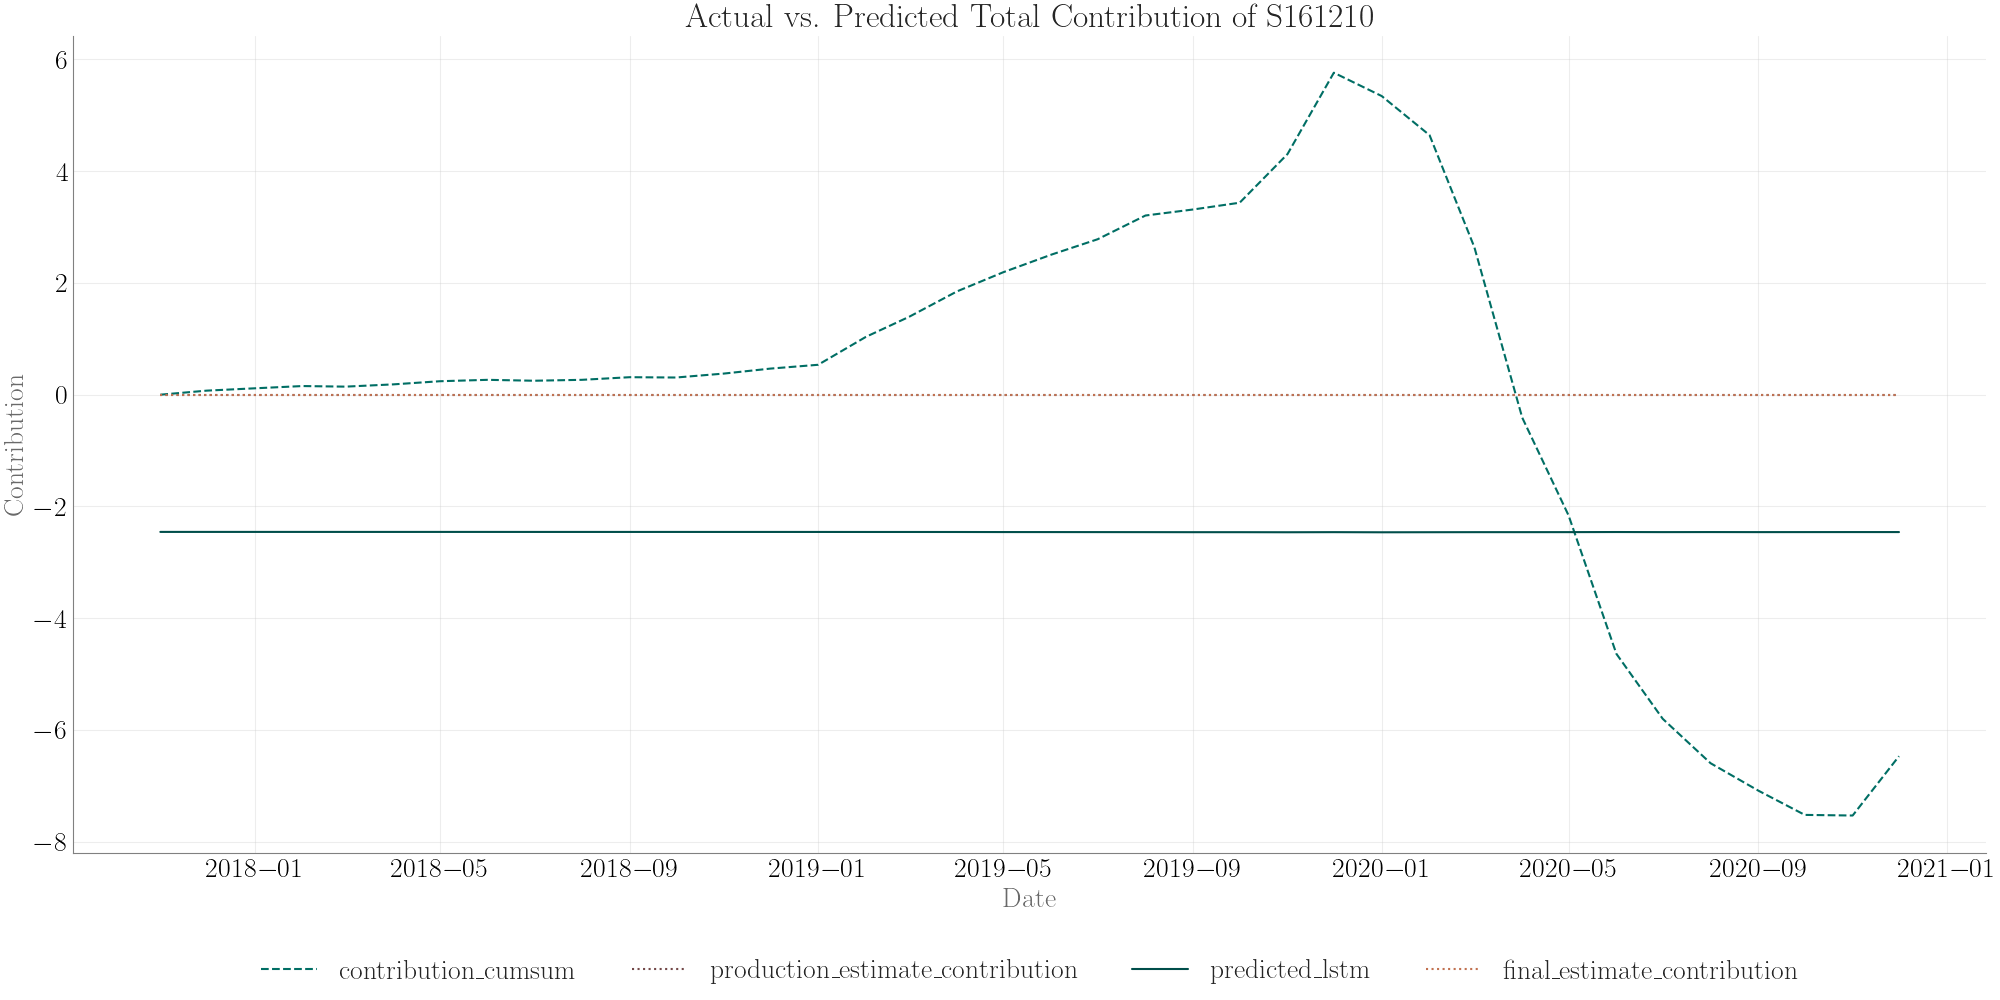 Actual vs. Predicted Total Contribution of S161210
6
4
2
0
−2
−4
−6
−8
Contribution
2018−01 2018−05 2018−09 2019−01 2019−05 2019−09 2020−01 2020−05 2020−09 2021−01
Date
contribution_cumsum production_estimate_contribution predicted_lstm final_estimate_contribution